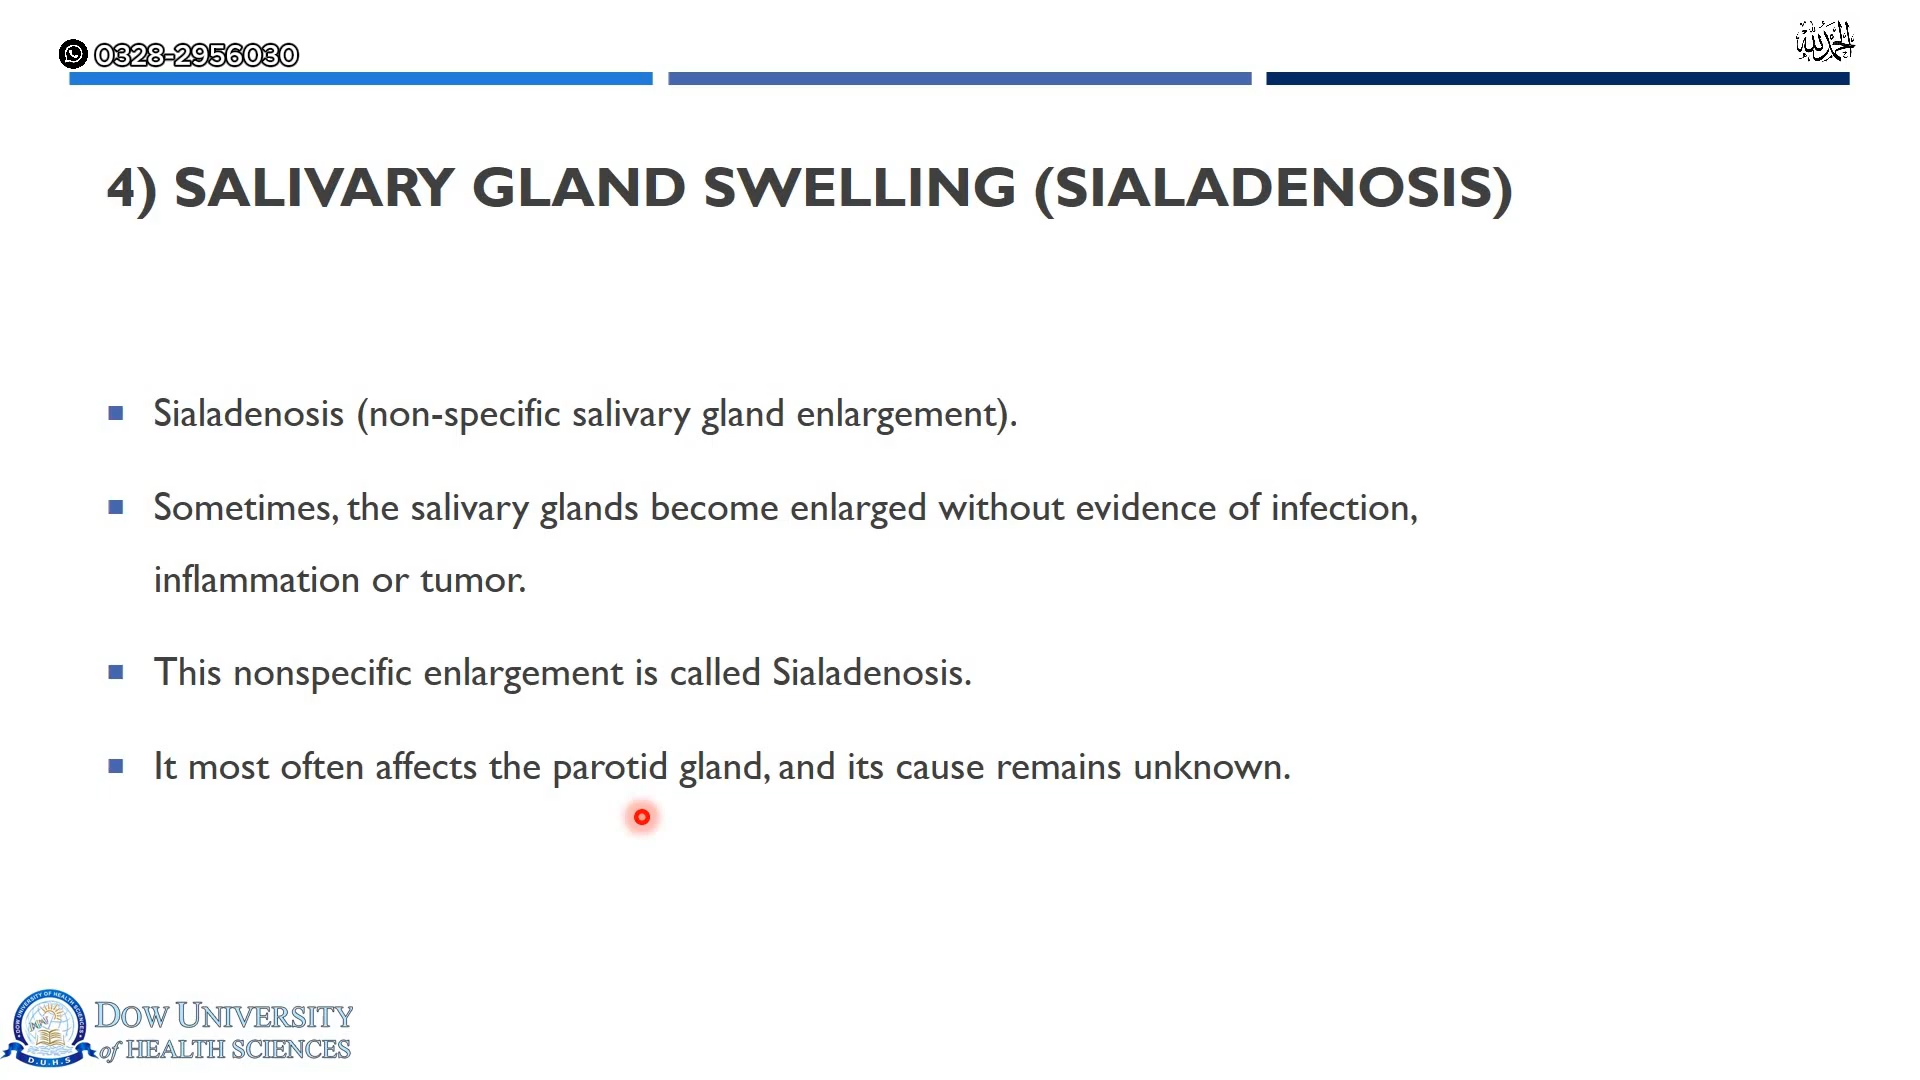 0328-2956030
الحمدلله
4) SALIVARY GLAND SWELLING (SIALADENOSIS)
Sialadenosis (non-specific salivary gland enlargement).
Sometimes, the salivary glands become enlarged without evidence of infection,
inflammation or tumor.
This nonspecific enlargement is called Sialadenosis.
It most often affects the parotid gland, and its cause remains unknown.
DOW UNIVERSITY
of HEALTH SCIENCES
D.U.H.S